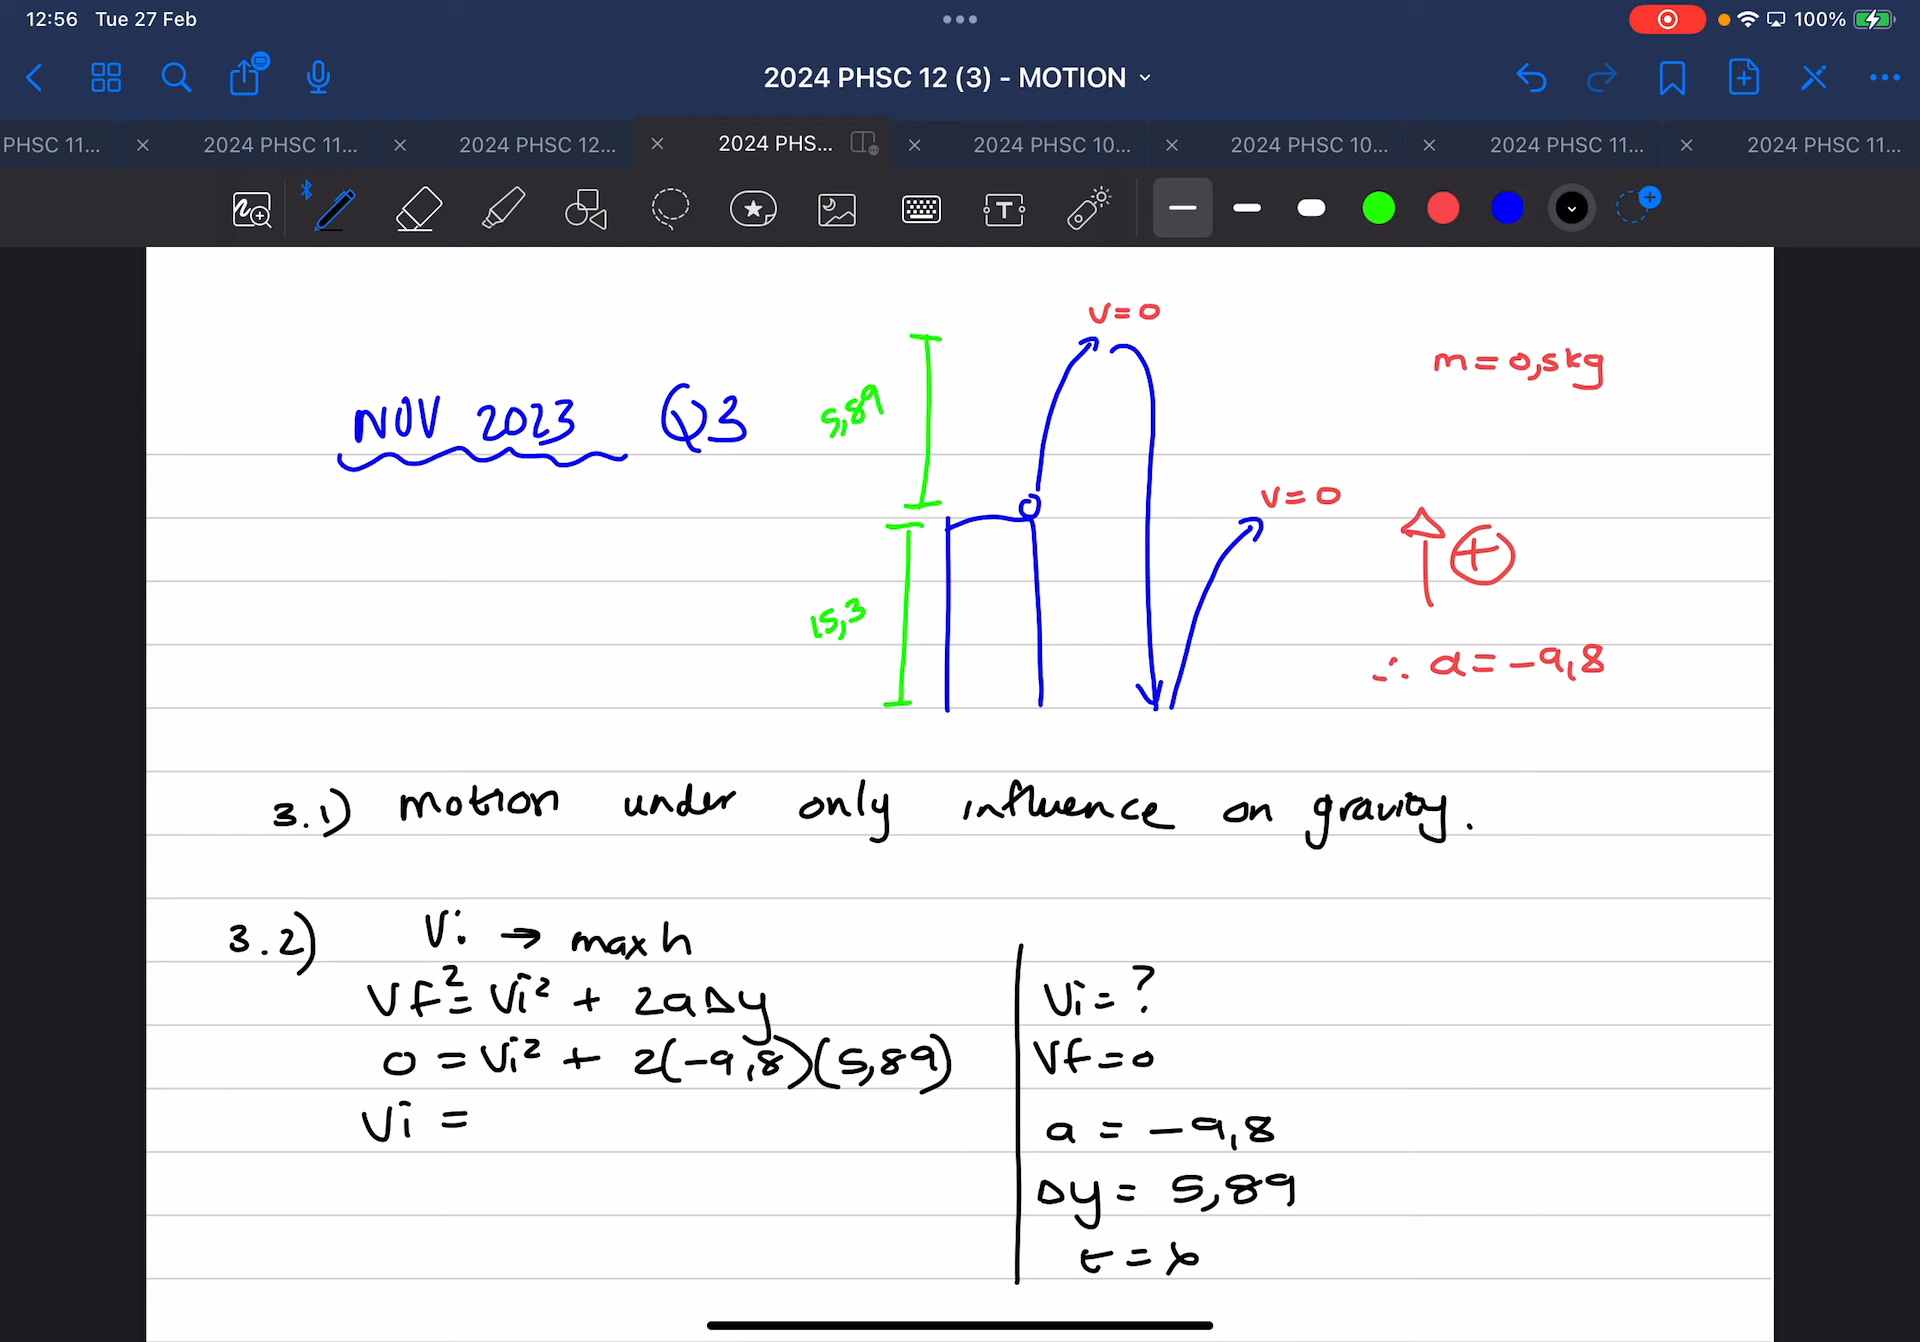 12:56 Tue 27 Feb
100%
2024 PHSC 12 (3) - MOTION
PHSC 11...
2024 PHSC 11...
2024 PHSC 12...
2024 PHS...
2024 PHSC 10...
2024 PHSC 10...
2024 PHSC 11...
2024 PHSC 11...
T
v=0
m = 0,5kg
NOV 2023 Q3
5,89
v=0
+
15,3
∴ a = -9,8
3.1) motion under only influence on gravity.
3.2) Vi → max h
Vf² = Vi² + 2aΔy
0 = Vi² + 2(-9,8)(5,89)
Vi =
Vi = ?
Vf = 0
a = -9,8
Δy = 5,89
t = x